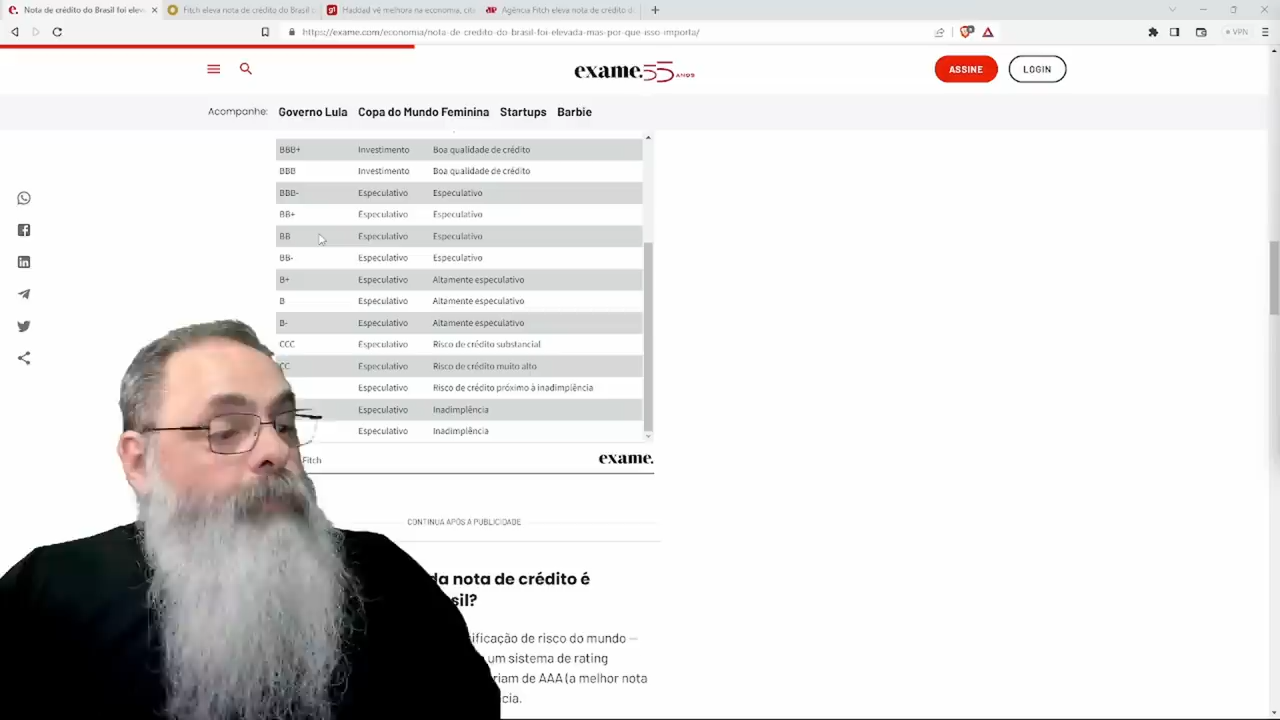 Nota de crédito do Brasil foi elev
Fitch eleva nota de crédito do Brasil
Haddad vê melhora na economia, cita
Agência Fitch eleva nota de crédito d
https://exame.com/economia/nota-de-credito-do-brasil-foi-elevada-mas-por-que-isso-importa/
VPN
exame.55 ANOS
ASSINE
LOGIN
Acompanhe: Governo Lula Copa do Mundo Feminina Startups Barbie
BBB+ Investimento Boa qualidade de crédito
BBB Investimento Boa qualidade de crédito
BBB- Especulativo Especulativo
BB+ Especulativo Especulativo
BB Especulativo Especulativo
BB- Especulativo Especulativo
B+ Especulativo Altamente especulativo
B Especulativo Altamente especulativo
B- Especulativo Altamente especulativo
CCC Especulativo Risco de crédito substancial
CC Especulativo Risco de crédito muito alto
Especulativo Risco de crédito próximo à inadimplência
Especulativo Inadimplência
Especulativo Inadimplência
Fitch
exame.
CONTINUA APÓS A PUBLICIDADE
da nota de crédito é
sil?
sificação de risco do mundo —
um sistema de rating
riam de AAA (a melhor nota
cia.